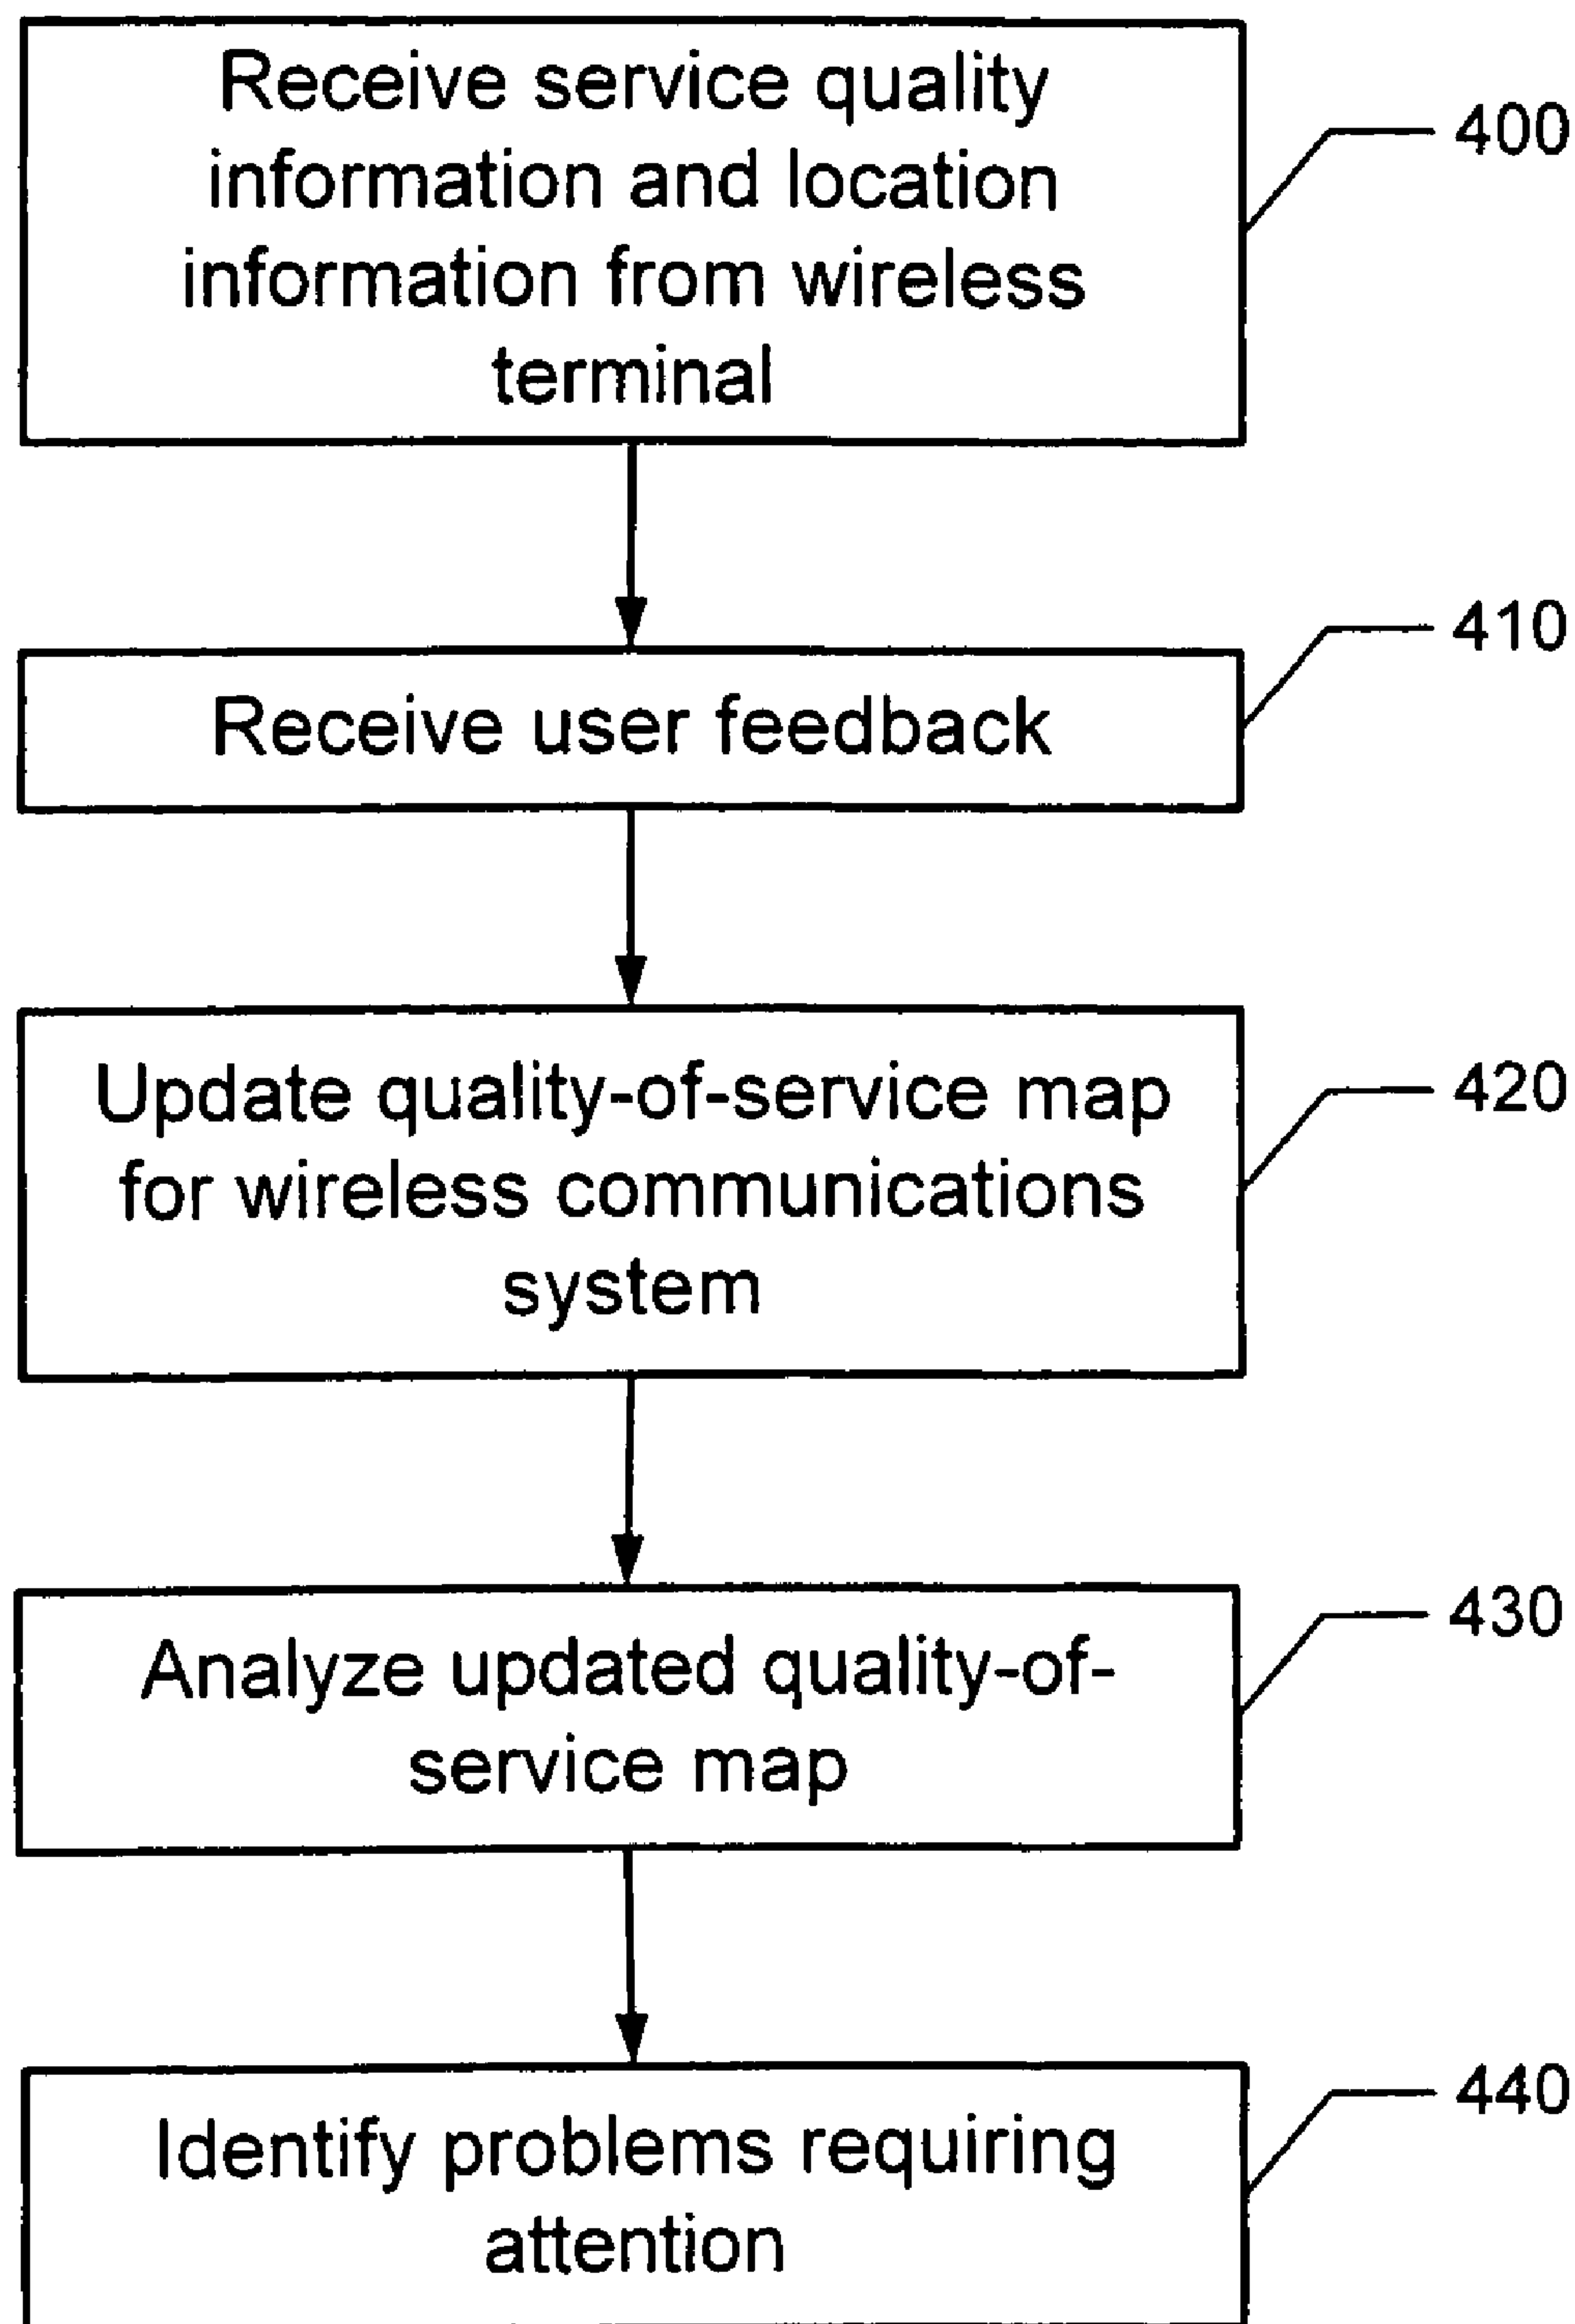 Receive service quality
information and location
information from wireless
terminal
400
Receive user feedback
410
Update quality-of-service map
for wireless communications
system
420
Analyze updated quality-of-
service map
430
Identify problems requiring
attention
440